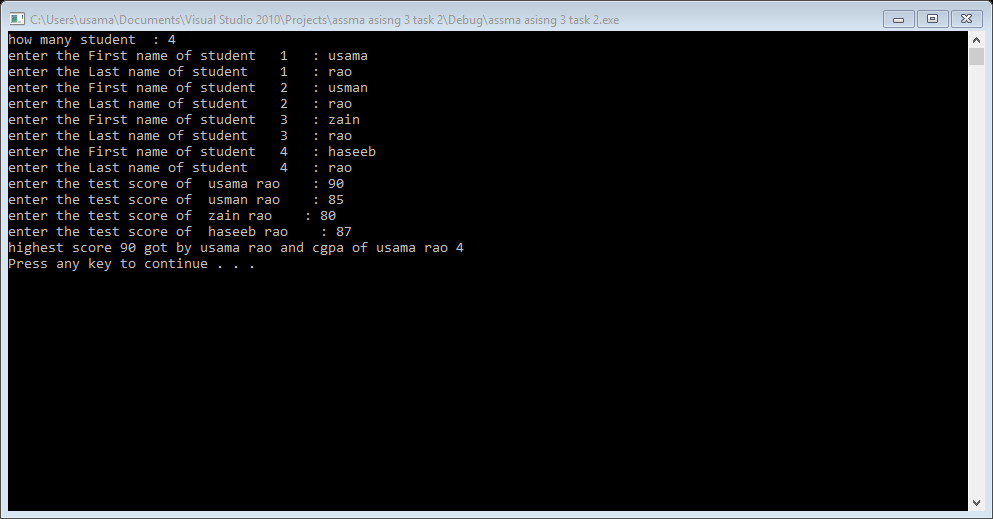 C:\Users\usama\Documents\Visual Studio 2010\Projects\assma asisng 3 task 2\Debug\assma asisng 3 task 2.exe
how many student  : 4
enter the First name of student   1   : usama
enter the Last name of student    1   : rao
enter the First name of student   2   : usman
enter the Last name of student    2   : rao
enter the First name of student   3   : zain
enter the Last name of student    3   : rao
enter the First name of student   4   : haseeb
enter the Last name of student    4   : rao
enter the test score of  usama rao    : 90
enter the test score of  usman rao    : 85
enter the test score of  zain rao    : 80
enter the test score of  haseeb rao    : 87
highest score 90 got by usama rao and cgpa of usama rao 4
Press any key to continue . . .